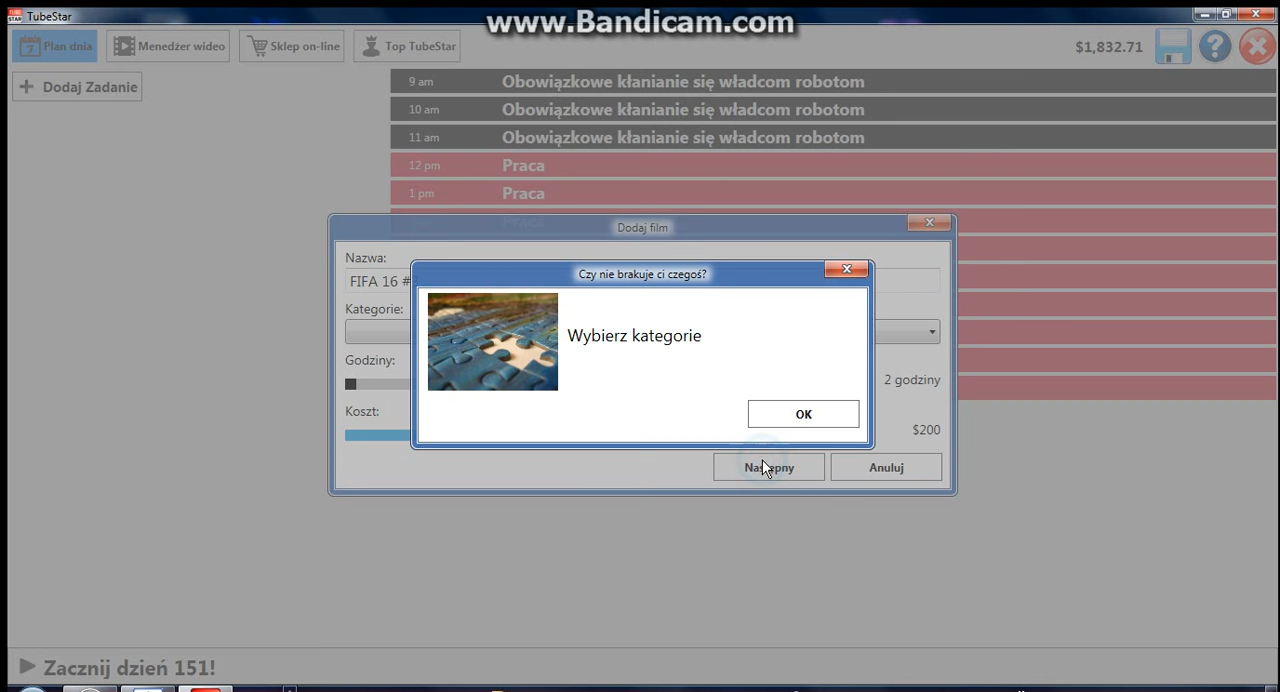 TubeStar
www.Bandicam.com
Plan dnia
Menedżer wideo
Sklep on-line
Top TubeStar
$1,832.71
+ Dodaj Zadanie
9 am Obowiązkowe kłanianie się władcom robotom
10 am Obowiązkowe kłanianie się władcom robotom
11 am Obowiązkowe kłanianie się władcom robotom
12 pm Praca
1 pm Praca
Dodaj film
Nazwa:
FIFA 16 #
Kategorie:
Godziny:
2 godziny
Koszt:
$200
Czy nie brakuje ci czegoś?
Wybierz kategorie
OK
Następny
Anuluj
Zacznij dzień 151!